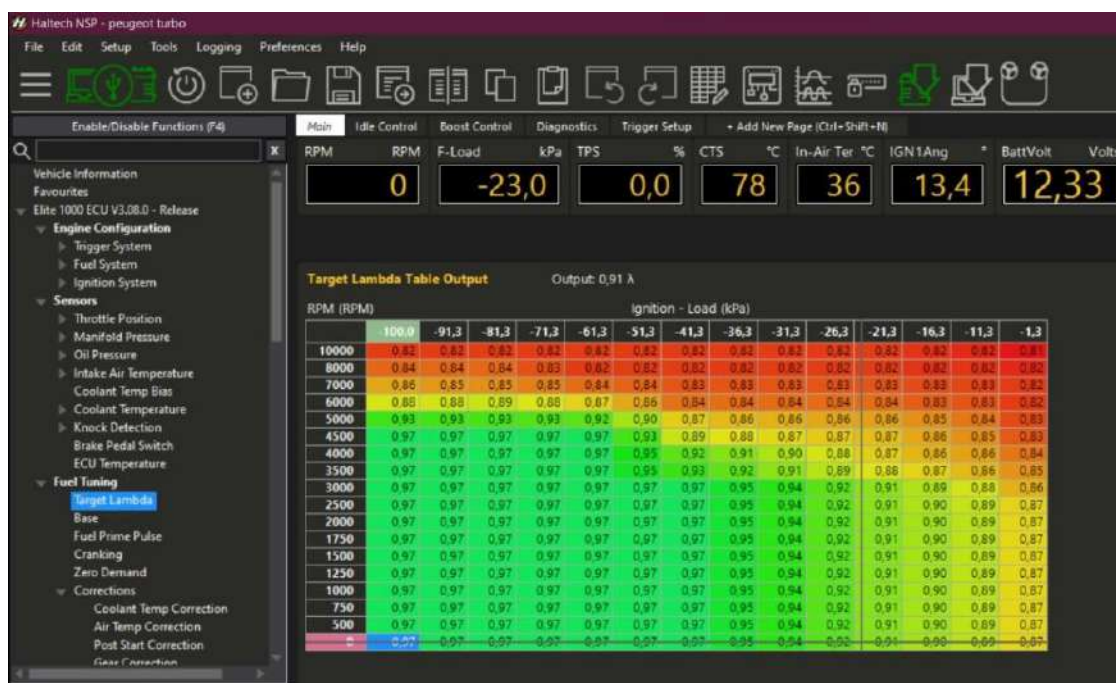 Haltech NSP - peugeot turbo
File Edit Setup Tools Logging Preferences Help
Enable/Disable Functions (F4)
Main Idle Control Boost Control Diagnostics Trigger Setup + Add New Page (Ctrl+Shift+N)
X
RPM RPM F-Load kPa TPS % CTS °C In-Air Ter °C IGN1Ang ° BattVolt Volts
0 -23,0 0,0 78 36 13,4 12,33
Vehicle Information
Favourites
Elite 1000 ECU V3.08.0 - Release
Engine Configuration
Trigger System
Fuel System
Ignition System
Sensors
Throttle Position
Manifold Pressure
Oil Pressure
Intake Air Temperature
Coolant Temp Bias
Coolant Temperature
Knock Detection
Brake Pedal Switch
ECU Temperature
Fuel Tuning
Target Lambda
Base
Fuel Prime Pulse
Cranking
Zero Demand
Corrections
Coolant Temp Correction
Air Temp Correction
Post Start Correction
Gear Correction
Target Lambda Table Output Output: 0,91 λ
RPM (RPM) Ignition - Load (kPa)
-100,0 -91,3 -81,3 -71,3 -61,3 -51,3 -41,3 -36,3 -31,3 -26,3 -21,3 -16,3 -11,3 -1,3
10000 0,82 0,82 0,82 0,82 0,82 0,82 0,82 0,82 0,82 0,82 0,82 0,82 0,82 0,81
8000 0,84 0,84 0,84 0,83 0,82 0,82 0,82 0,82 0,82 0,82 0,82 0,82 0,82 0,82
7000 0,86 0,85 0,85 0,85 0,84 0,84 0,83 0,83 0,83 0,83 0,83 0,83 0,83 0,82
6000 0,88 0,88 0,89 0,88 0,87 0,86 0,84 0,84 0,84 0,84 0,84 0,83 0,83 0,82
5000 0,93 0,93 0,93 0,93 0,92 0,90 0,87 0,86 0,86 0,86 0,86 0,85 0,84 0,83
4500 0,97 0,97 0,97 0,97 0,97 0,93 0,89 0,88 0,87 0,87 0,87 0,86 0,85 0,83
4000 0,97 0,97 0,97 0,97 0,97 0,95 0,92 0,91 0,90 0,88 0,87 0,86 0,86 0,84
3500 0,97 0,97 0,97 0,97 0,97 0,95 0,93 0,92 0,91 0,89 0,88 0,87 0,86 0,85
3000 0,97 0,97 0,97 0,97 0,97 0,97 0,97 0,95 0,94 0,92 0,91 0,89 0,88 0,86
2500 0,97 0,97 0,97 0,97 0,97 0,97 0,97 0,95 0,94 0,92 0,91 0,90 0,89 0,87
2000 0,97 0,97 0,97 0,97 0,97 0,97 0,97 0,95 0,94 0,92 0,91 0,90 0,89 0,87
1750 0,97 0,97 0,97 0,97 0,97 0,97 0,97 0,95 0,94 0,92 0,91 0,90 0,89 0,87
1500 0,97 0,97 0,97 0,97 0,97 0,97 0,97 0,95 0,94 0,92 0,91 0,90 0,89 0,87
1250 0,97 0,97 0,97 0,97 0,97 0,97 0,97 0,95 0,94 0,92 0,91 0,90 0,89 0,87
1000 0,97 0,97 0,97 0,97 0,97 0,97 0,97 0,95 0,94 0,92 0,91 0,90 0,89 0,87
750 0,97 0,97 0,97 0,97 0,97 0,97 0,97 0,95 0,94 0,92 0,91 0,90 0,89 0,87
500 0,97 0,97 0,97 0,97 0,97 0,97 0,97 0,95 0,94 0,92 0,91 0,90 0,89 0,87
0 0,97 0,97 0,97 0,97 0,97 0,97 0,97 0,95 0,94 0,92 0,91 0,90 0,89 0,87